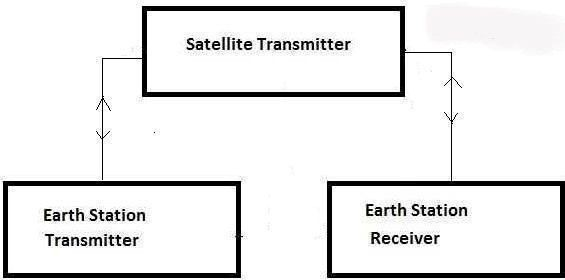 Satellite Transmitter
Earth Station
Transmitter
Earth Station
Receiver